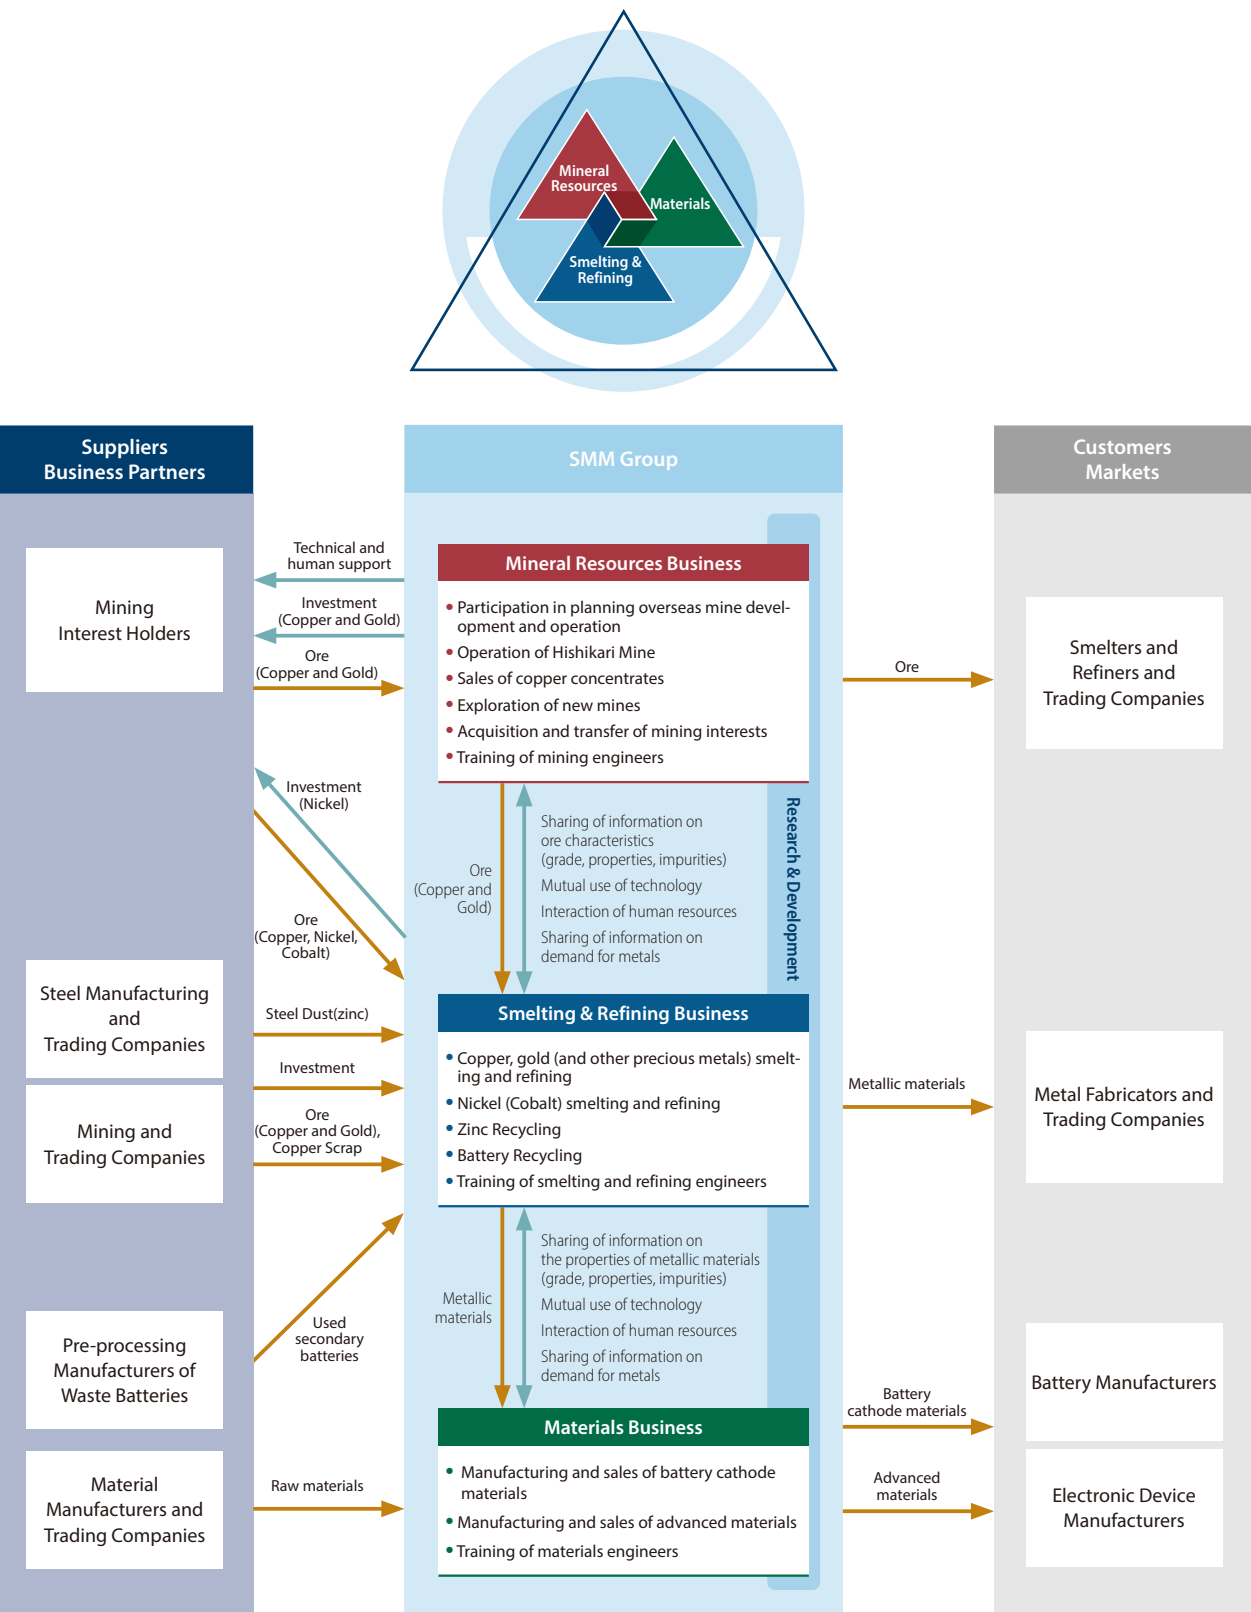 Mineral
Resources
Materials
Smelting &
Refining
Suppliers
Business Partners
SMM Group
Customers
Markets
Mining
Interest Holders
Technical and
human support
Investment
(Copper and Gold)
Ore
(Copper and Gold)
Mineral Resources Business
• Participation in planning overseas mine devel-
opment and operation
• Operation of Hishikari Mine
• Sales of copper concentrates
• Exploration of new mines
• Acquisition and transfer of mining interests
• Training of mining engineers
Ore
Smelters and
Refiners and
Trading Companies
Investment
(Nickel)
Ore
(Copper, Nickel,
Cobalt)
Ore
(Copper and
Gold)
Sharing of information on
ore characteristics
(grade, properties, impurities)
Mutual use of technology
Interaction of human resources
Sharing of information on
demand for metals
Research & Development
Steel Manufacturing
and
Trading Companies
Steel Dust(zinc)
Investment
Mining and
Trading Companies
Ore
(Copper and Gold),
Copper Scrap
Smelting & Refining Business
• Copper, gold (and other precious metals) smelt-
ing and refining
• Nickel (Cobalt) smelting and refining
• Zinc Recycling
• Battery Recycling
• Training of smelting and refining engineers
Metallic materials
Metal Fabricators and
Trading Companies
Pre-processing
Manufacturers of
Waste Batteries
Used
secondary
batteries
Metallic
materials
Sharing of information on
the properties of metallic materials
(grade, properties, impurities)
Mutual use of technology
Interaction of human resources
Sharing of information on
demand for metals
Material
Manufacturers and
Trading Companies
Raw materials
Materials Business
• Manufacturing and sales of battery cathode
materials
• Manufacturing and sales of advanced materials
• Training of materials engineers
Battery
cathode materials
Battery Manufacturers
Advanced
materials
Electronic Device
Manufacturers